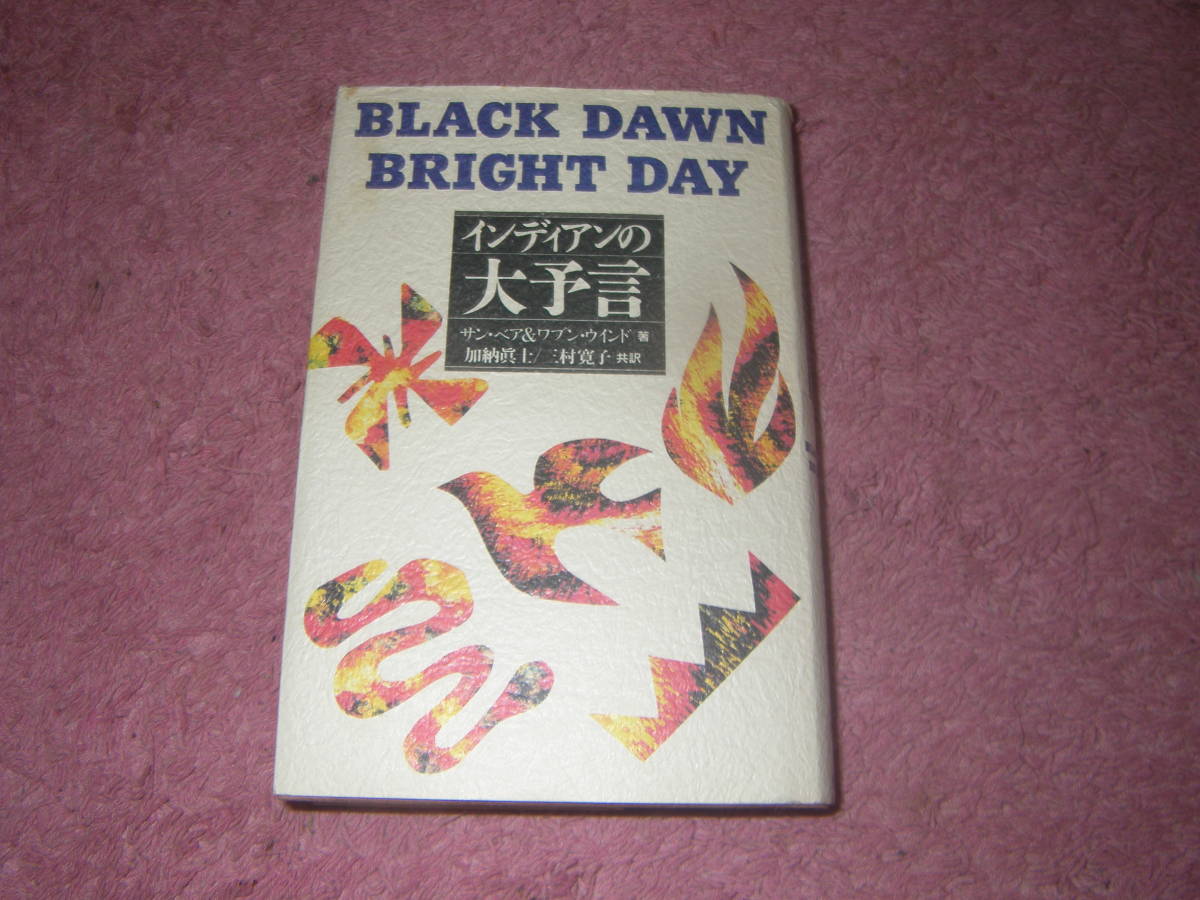 BLACK DAWN
BRIGHT DAY
インディアンの
大予言
サン・ベア&ワブン・ウインド 著
加納眞士/三村寛子 共訳